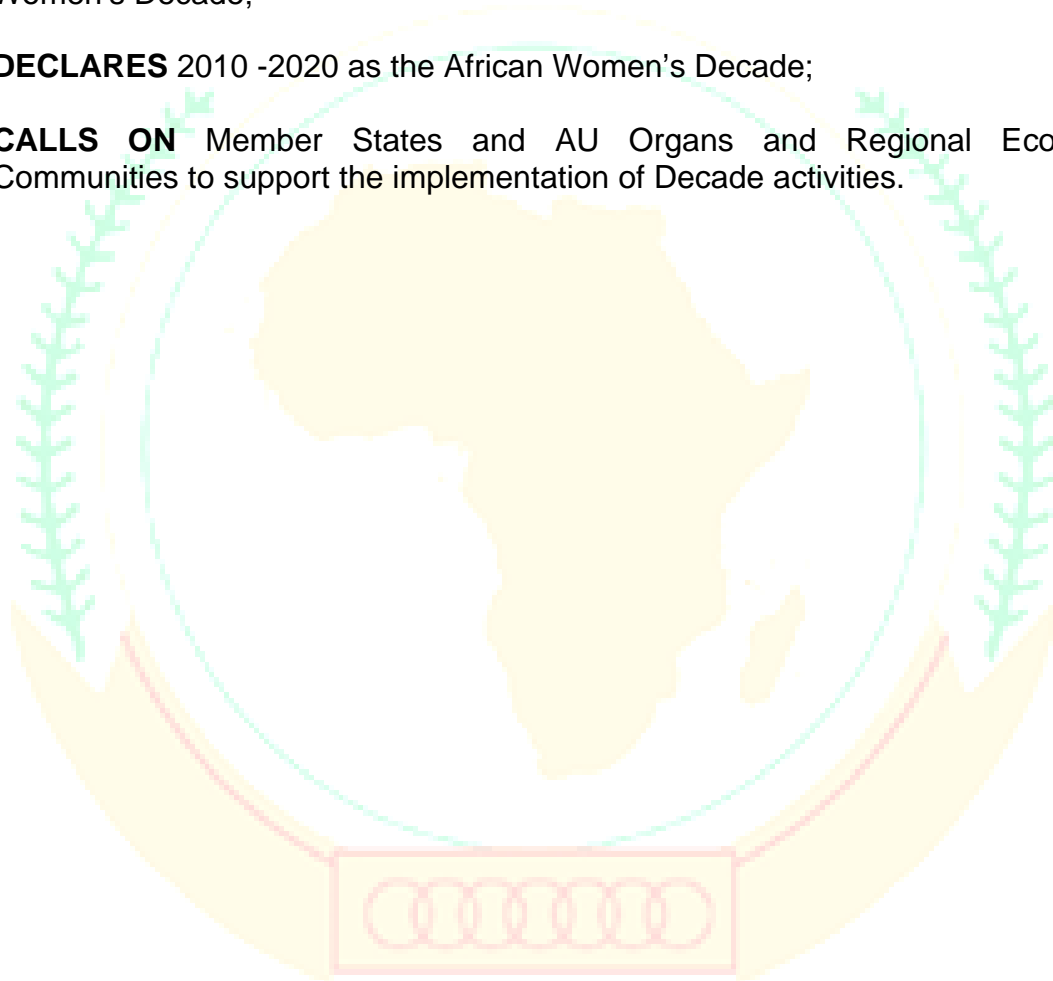 Women's Decade;
DECLARES 2010 -2020 as the African Women's Decade;
CALLS ON Member States and AU Organs and Regional Eco
Communities to support the implementation of Decade activities.